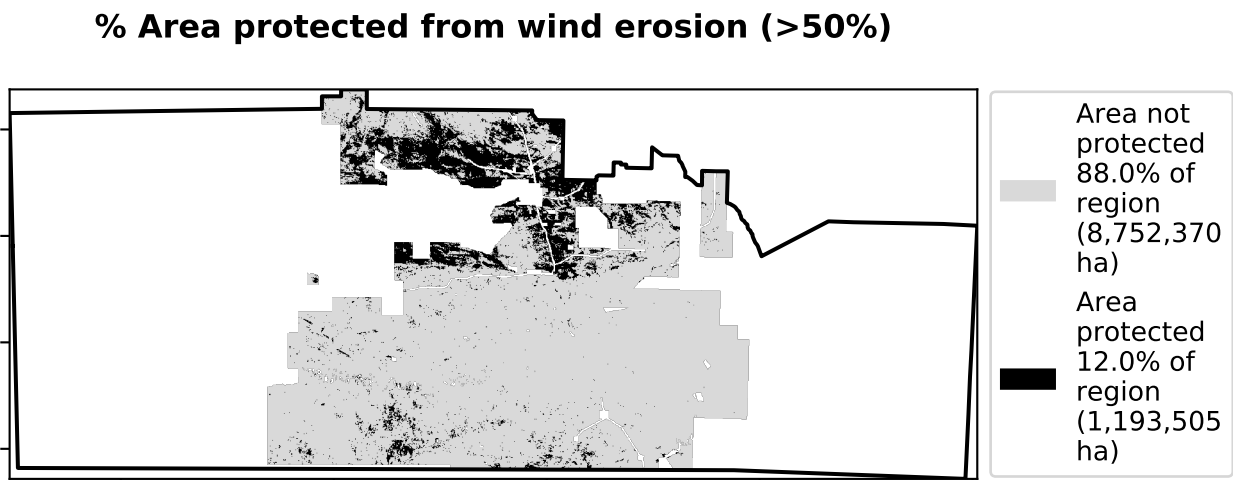 % Area protected from wind erosion (>50%)
Area not
protected
88.0% of
region
(8,752,370
ha)
Area
protected
12.0% of
region
(1,193,505
ha)